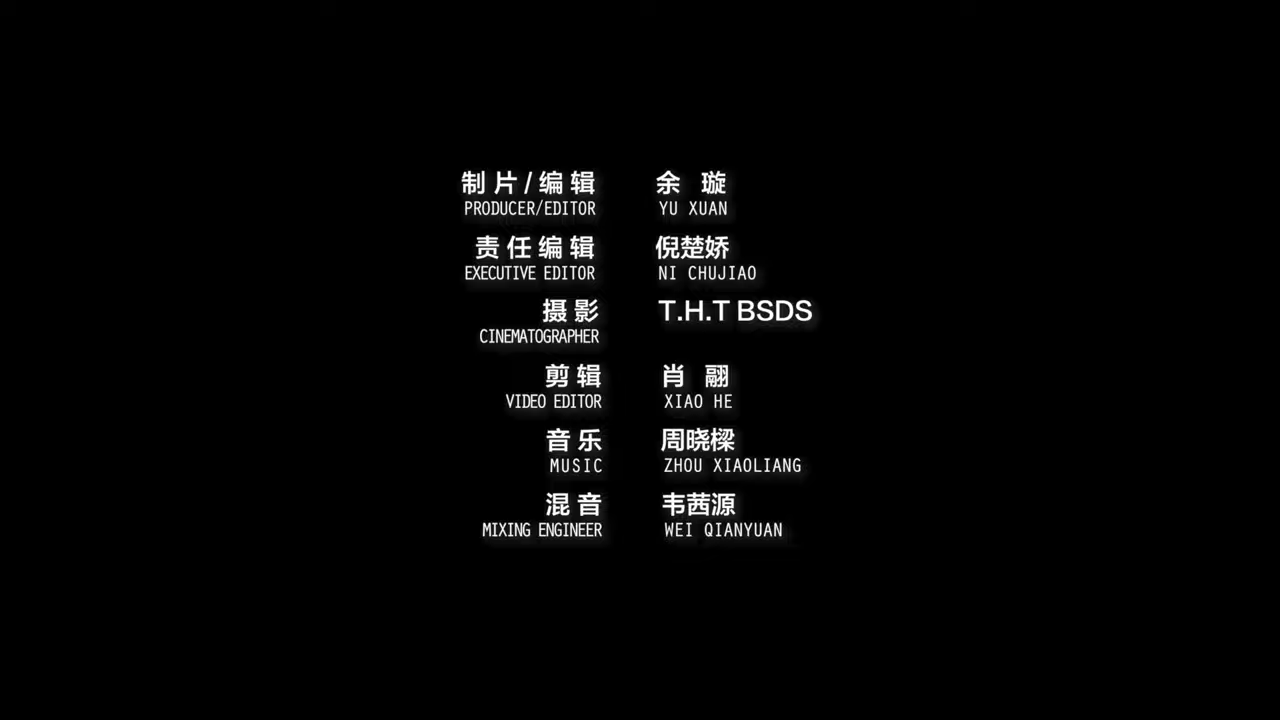 制片/编辑 余璇
PRODUCER/EDITOR YU XUAN
责任编辑 倪楚娇
EXECUTIVE EDITOR NI CHUJIAO
摄影 T.H.T BSDS
CINEMATOGRAPHER
剪辑 肖翮
VIDEO EDITOR XIAO HE
音乐 周晓樑
MUSIC ZHOU XIAOLIANG
混音 韦茜源
MIXING ENGINEER WEI QIANYUAN